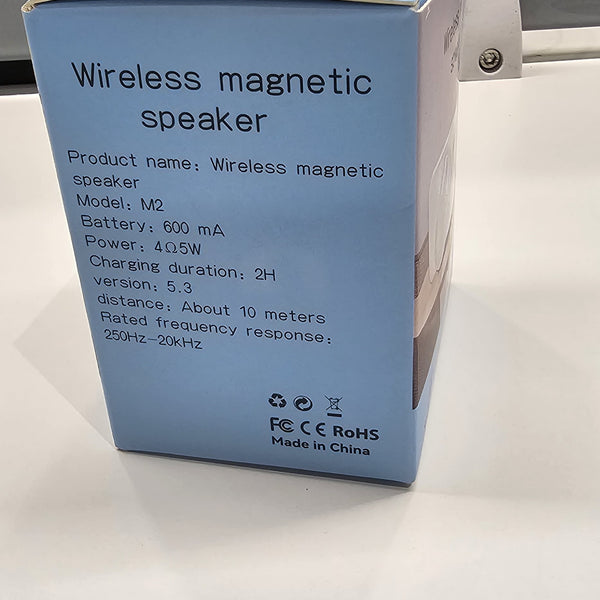 Wireless magnetic
speaker
Product name: Wireless magnetic
speaker
Model: M2
Battery: 600 mA
Power: 4Ω5W
Charging duration: 2H
version: 5.3
distance: About 10 meters
Rated frequency response:
250Hz-20kHz
FC CE RoHS
Made in China